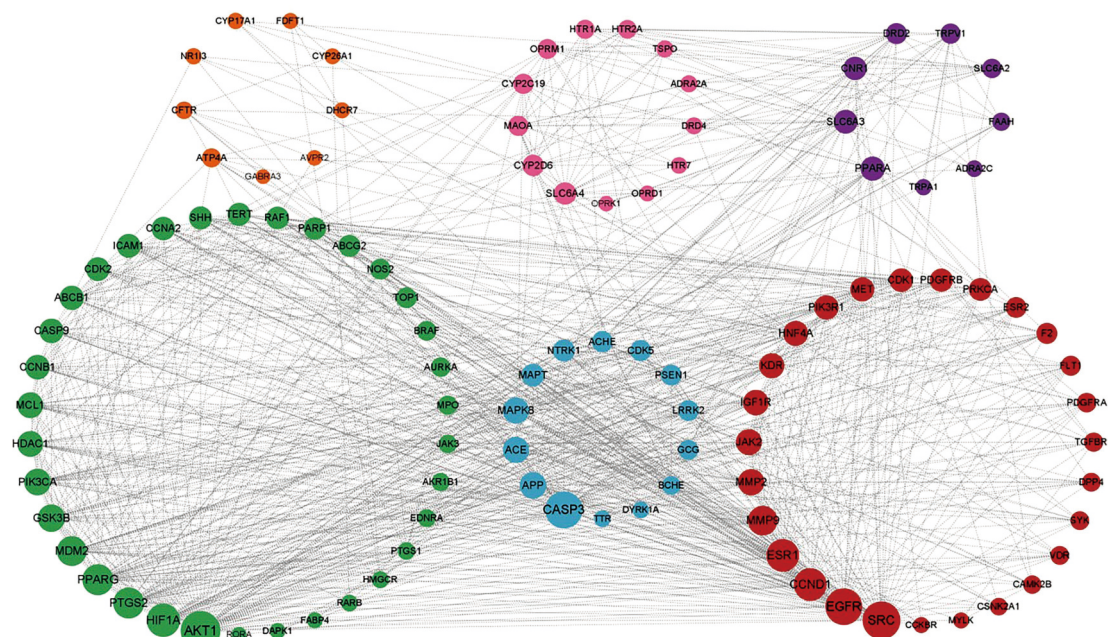 CYP17A1
FDFT1
NR1I3
CYP26A1
CFTR
DHCR7
ATP4A
AVPR2
GABRA3
HTR1A
HTR2A
OPRM1
TSPO
CYP2C19
ADRA2A
MAOA
DRD4
CYP2D6
HTR7
SLC6A4
OPRD1
OPRK1
DRD2
TRPV1
CNR1
SLC6A2
SLC6A3
FAAH
PPARA
ADRA2C
TRPA1
SHH
TERT
RAF1
PARP1
CCNA2
ABCG2
ICAM1
NOS2
CDK2
TOP1
ABCB1
BRAF
CASP9
AURKA
CCNB1
MPO
MCL1
JAK3
HDAC1
AKR1B1
PIK3CA
EDNRA
GSK3B
PTGS1
MDM2
HMGCR
PPARG
RARB
PTGS2
FABP4
HIF1A
DAPK1
AKT1
RORA
ACHE
NTRK1
CDK5
MAPT
PSEN1
MAPK8
LRRK2
ACE
GCG
APP
BCHE
CASP3
DYRK1A
TTR
MET
CDK1
PDGFRB
PRKCA
PIK3R1
ESR2
HNF4A
F2
KDR
FLT1
IGF1R
PDGFRA
JAK2
TGFBR
MMP2
DPP4
MMP9
SYK
ESR1
VDR
CCND1
CAMK2B
EGFR
CSNK2A1
SRC
MYLK
CCKBR